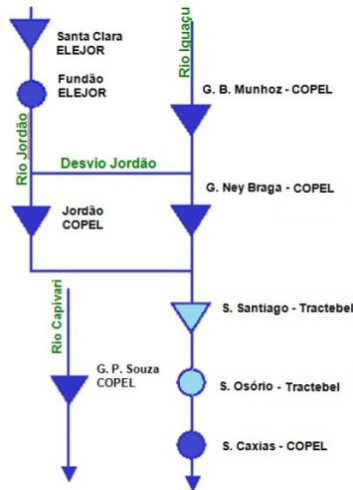 Santa Clara
ELEJOR
Fundão
ELEJOR
Rio Iguaçu
G. B. Munhoz - COPEL
Rio Jordão
Desvio Jordão
G. Ney Braga - COPEL
Jordão
COPEL
Rio Capivari
S. Santiago - Tractebel
G. P. Souza
COPEL
S. Osório - Tractebel
S. Caxias - COPEL